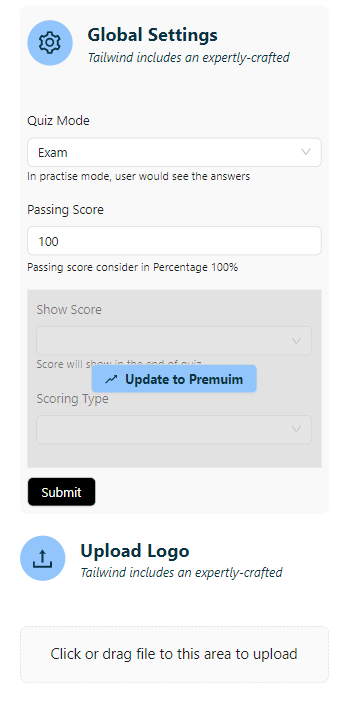 Global Settings
Tailwind includes an expertly-crafted
Quiz Mode
Exam
In practise mode, user would see the answers
Passing Score
100
Passing score consider in Percentage 100%
Show Score
Score will show in the end of quiz
Update to Premuim
Scoring Type
Submit
Upload Logo
Tailwind includes an expertly-crafted
Click or drag file to this area to upload